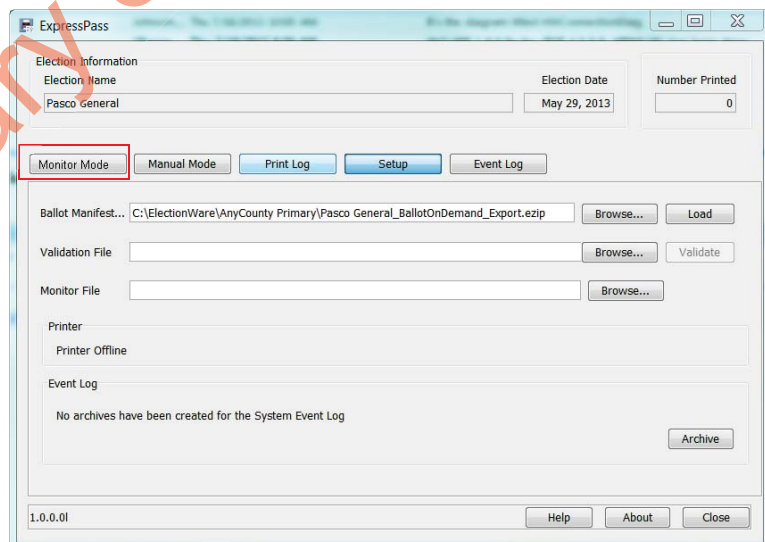 ExpressPass
Election Information
Election Name
Election Date
Number Printed
Pasco General
May 29, 2013
0
Monitor Mode
Manual Mode
Print Log
Setup
Event Log
Ballot Manifest... C:\ElectionWare\AnyCounty Primary\Pasco General_BallotOnDemand_Export.ezip Browse... Load
Validation File Browse... Validate
Monitor File Browse...
Printer
Printer Offline
Event Log
No archives have been created for the System Event Log
Archive
1.0.0.0l
Help
About
Close